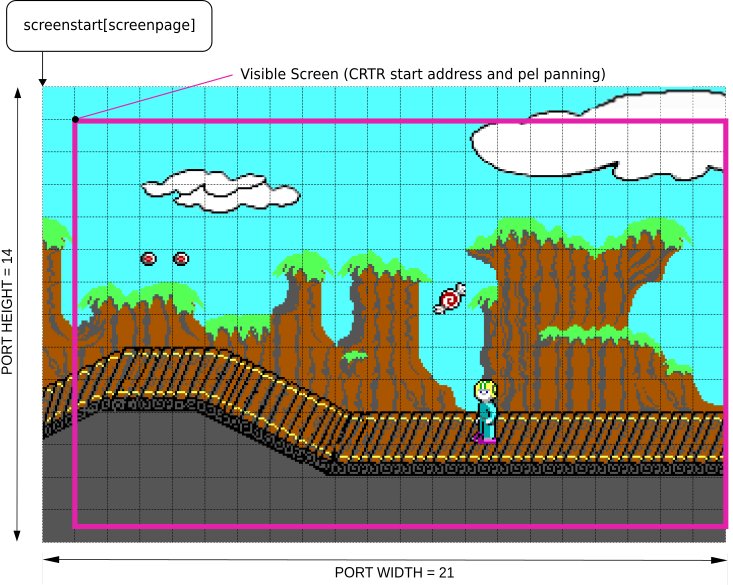 screenstart[screenpage]
Visible Screen (CRTR start address and pel panning)
PORT HEIGHT = 14
PORT WIDTH = 21